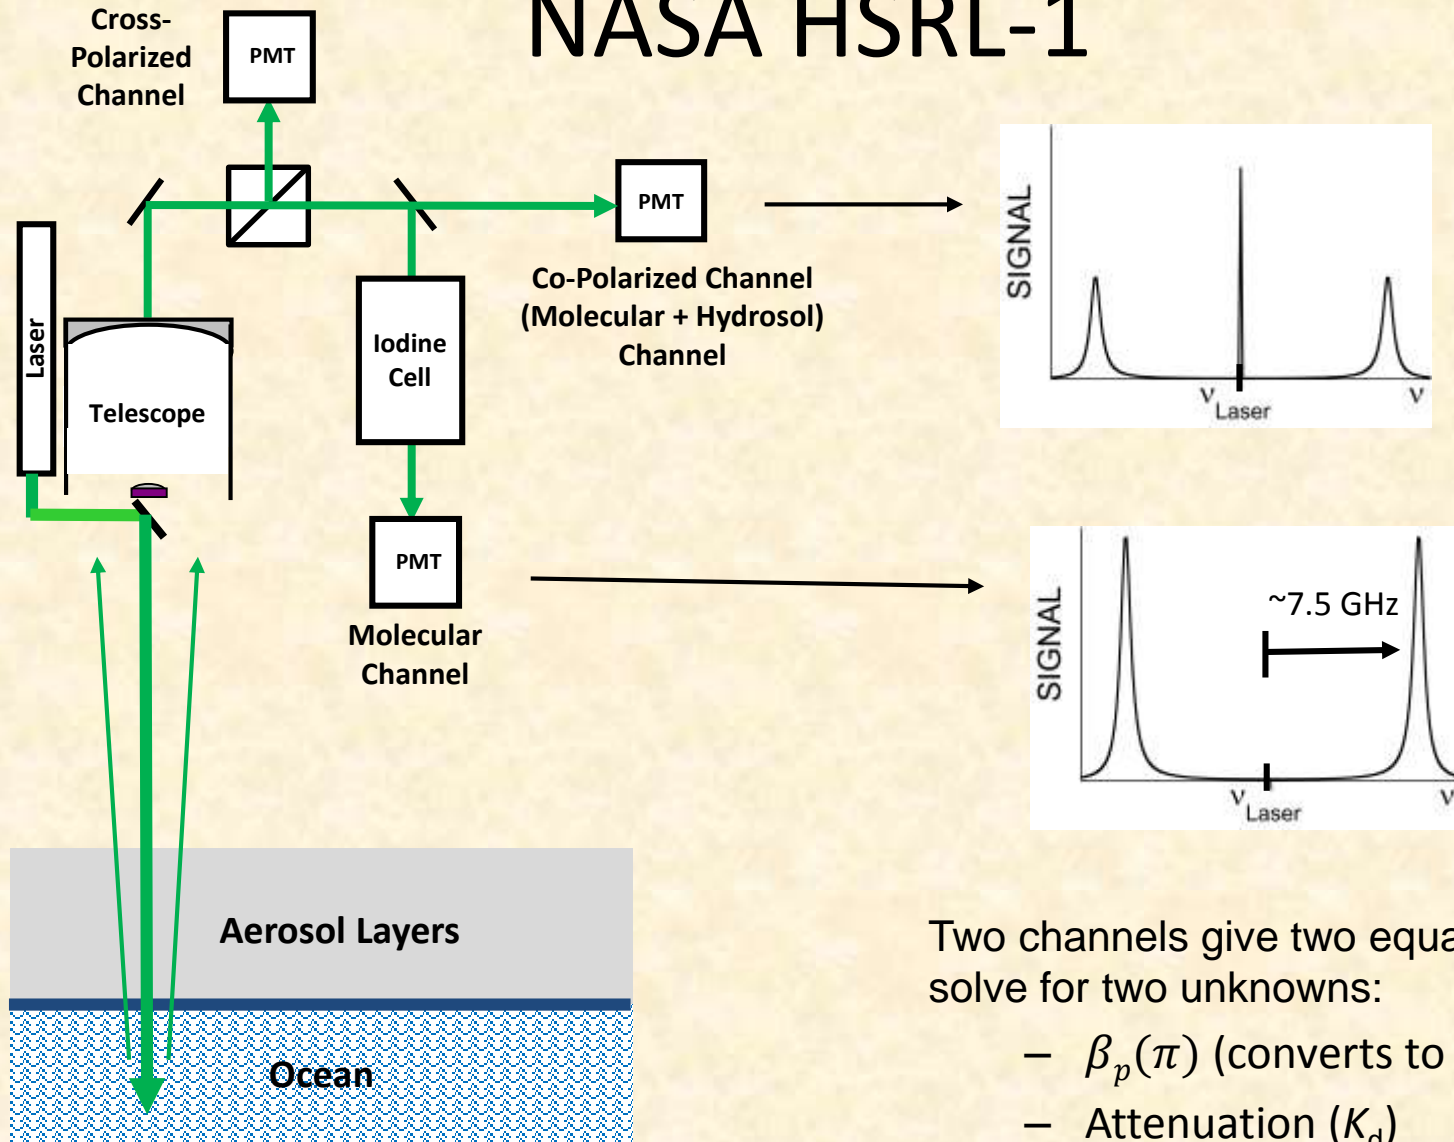 NASA HSRL-1
Cross-
Polarized
Channel
PMT
PMT
Co-Polarized Channel
(Molecular + Hydrosol)
Channel
Laser
Telescope
Iodine
Cell
PMT
Molecular
Channel
SIGNAL
ν Laser
ν
SIGNAL
~7.5 GHz
ν Laser
ν
Aerosol Layers
Ocean
Two channels give two equa
solve for two unknowns:
– βp(π) (converts to
– Attenuation (Kd)